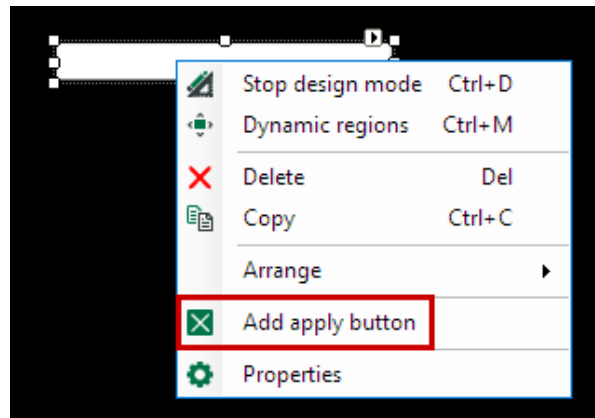 Stop design mode Ctrl+D
Dynamic regions Ctrl+M
Delete Del
Copy Ctrl+C
Arrange
Add apply button
Properties